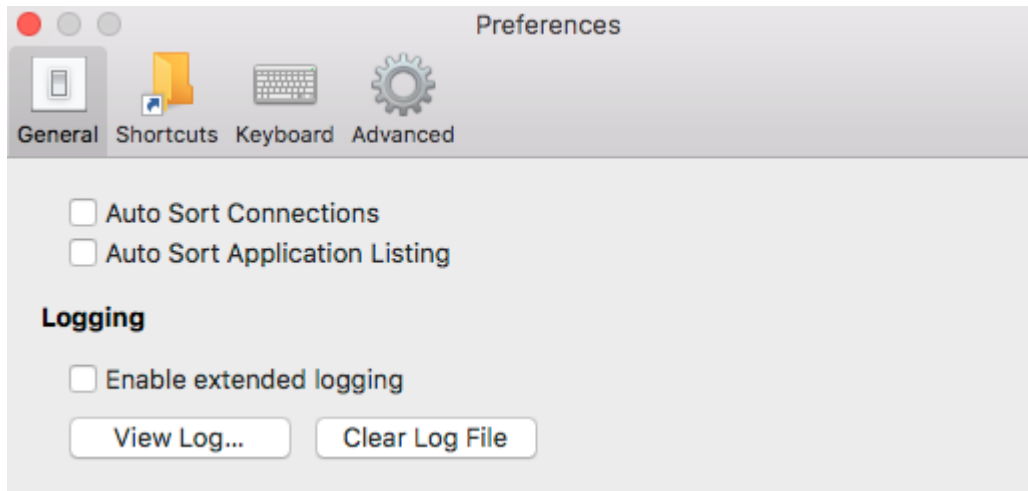 Preferences
General Shortcuts Keyboard Advanced
Auto Sort Connections
Auto Sort Application Listing
Logging
Enable extended logging
View Log... Clear Log File